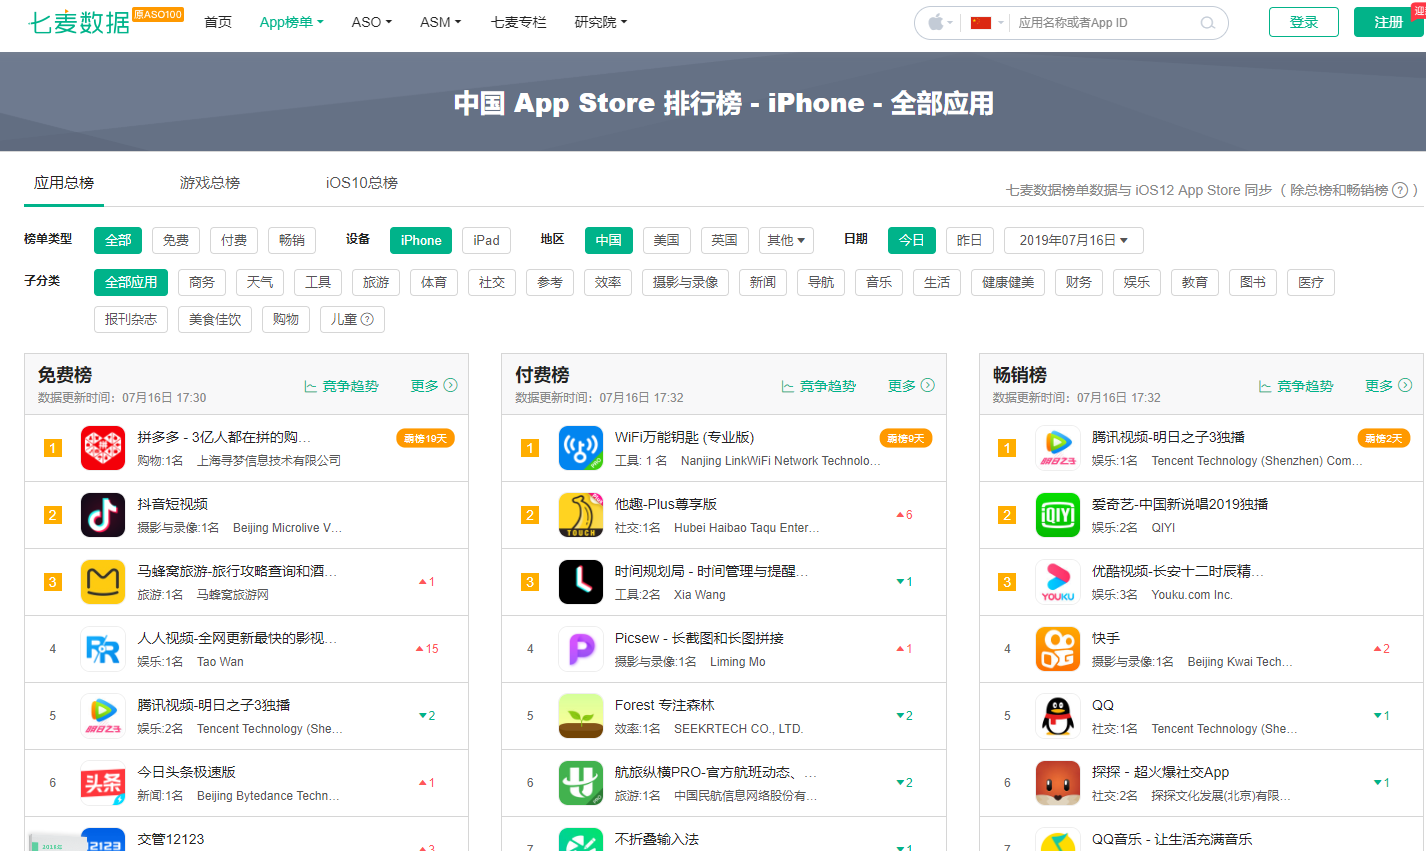 七麦数据 原ASO100 首页 App榜单 ASO ASM 七麦专栏 研究院 应用名称或者App ID 登录 注册
中国 App Store 排行榜 - iPhone - 全部应用
应用总榜 游戏总榜 iOS10总榜 七麦数据榜单数据与 iOS12 App Store 同步（ 除总榜和畅销榜 ? ）
榜单类型 全部 免费 付费 畅销 设备 iPhone iPad 地区 中国 美国 英国 其他 日期 今日 昨日 2019年07月16日
子分类 全部应用 商务 天气 工具 旅游 体育 社交 参考 效率 摄影与录像 新闻 导航 音乐 生活 健康健美 财务 娱乐 教育 图书 医疗
报刊杂志 美食佳饮 购物 儿童 ?
免费榜
数据更新时间：07月16日 17:30
竞争趋势 更多
1 拼多多 - 3亿人都在拼的购... 霸榜19天
购物:1名 上海寻梦信息技术有限公司
2 抖音短视频
摄影与录像:1名 Beijing Microlive V...
3 马蜂窝旅游-旅行攻略查询和酒... 1
旅游:1名 马蜂窝旅游网
4 人人视频-全网更新最快的影视... 15
娱乐:1名 Tao Wan
5 腾讯视频-明日之子3独播 2
娱乐:2名 Tencent Technology (She...
6 头条 今日头条极速版 1
新闻:1名 Beijing Bytedance Techn...
交管12123 3
付费榜
数据更新时间：07月16日 17:32
竞争趋势 更多
1 WiFi万能钥匙 (专业版) 霸榜9天
工具: 1 名 Nanjing LinkWiFi Network Technolo...
2 TOUCH 他趣-Plus尊享版 6
社交:1名 Hubei Haibao Taqu Enter...
3 时间规划局 - 时间管理与提醒... 1
工具:2名 Xia Wang
4 Picsew - 长截图和长图拼接 1
摄影与录像:1名 Liming Mo
5 Forest 专注森林 2
效率:1名 SEEKRTECH CO., LTD.
6 航旅纵横PRO-官方航班动态、... 2
旅游:1名 中国民航信息网络股份有...
7 不折叠输入法 1
畅销榜
数据更新时间：07月16日 17:32
竞争趋势 更多
1 腾讯视频-明日之子3独播 霸榜2天
娱乐:1名 Tencent Technology (Shenzhen) Com...
2 iQIYI 爱奇艺-中国新说唱2019独播
娱乐:2名 QIYI
3 YOUKU 优酷视频-长安十二时辰精...
娱乐:3名 Youku.com Inc.
4 快手 2
摄影与录像:1名 Beijing Kwai Tech...
5 QQ 1
社交:1名 Tencent Technology (She...
6 探探 - 超火爆社交App 1
社交:2名 探探文化发展(北京)有限...
7 QQ音乐 - 让生活充满音乐